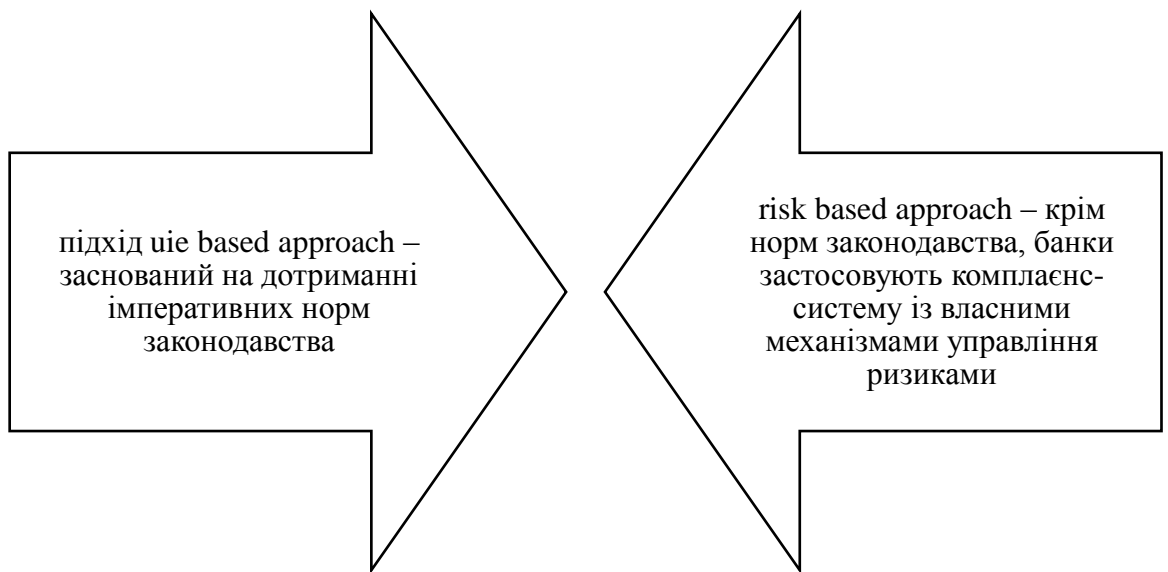 підхід uie based approach –
заснований на дотриманні
імперативних норм
законодавства
risk based approach – крім
норм законодавства, банки
застосовують комплаєнс-
систему із власними
механізмами управління
ризиками